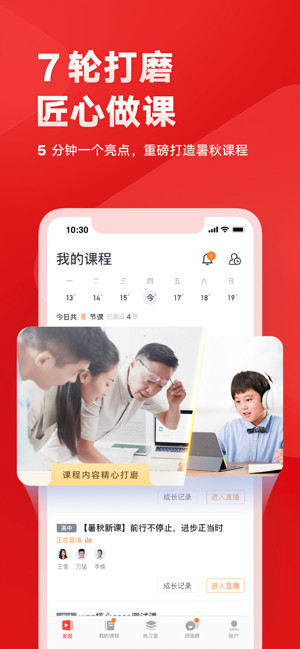 7 轮打磨
匠心做课
5 分钟一个亮点，重磅打造暑秋课程
10:30
我的课程
1
一 二 三 四 五 六 日
13 14 15 今 17 18 19
今日共 8 节课 已完成 4 节
课程内容精心打磨
成长记录 进入直播
高中 【暑秋新课】前行不停止，进步正当时
正在直播
王雪 万猛 李楠
成长记录 进入直播
发现 我的课程 练习室 班级群 账户